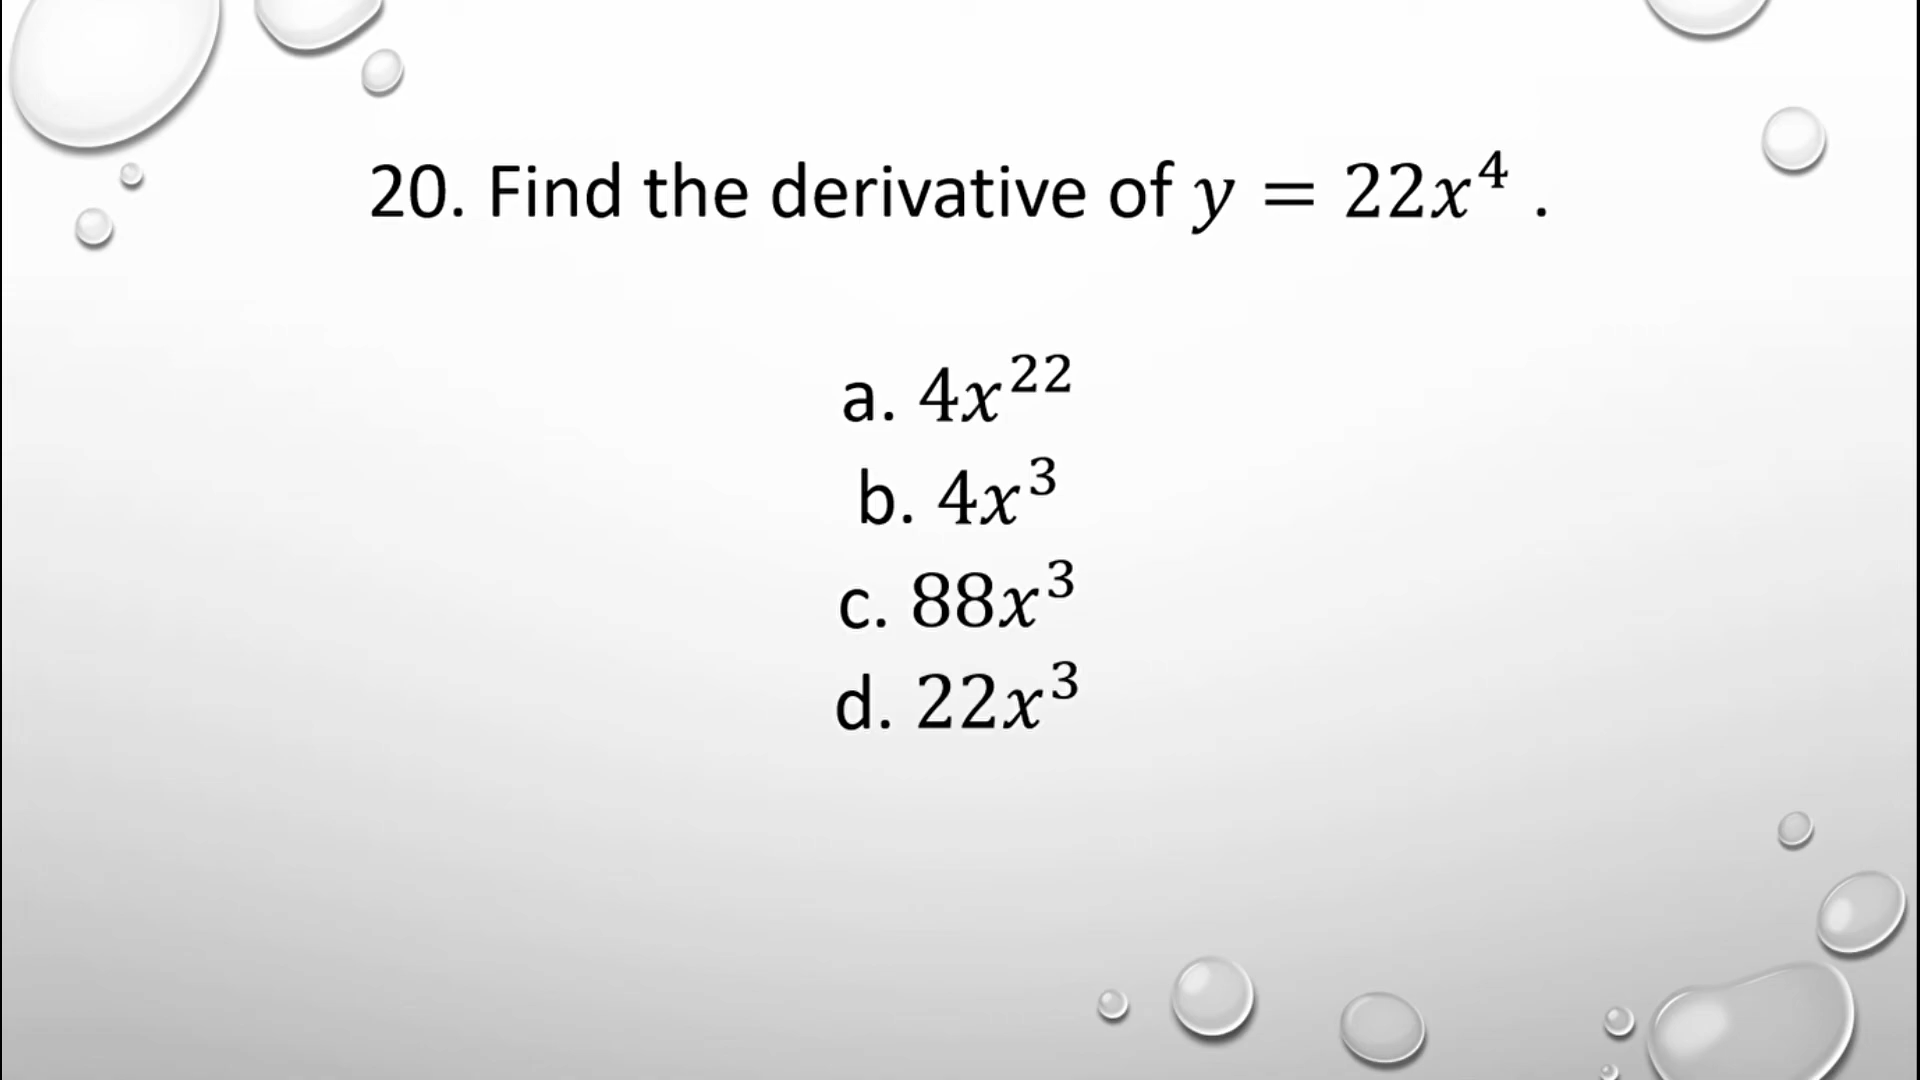 20. Find the derivative of y = 22x⁴ .
a. 4x²²
b. 4x³
c. 88x³
d. 22x³